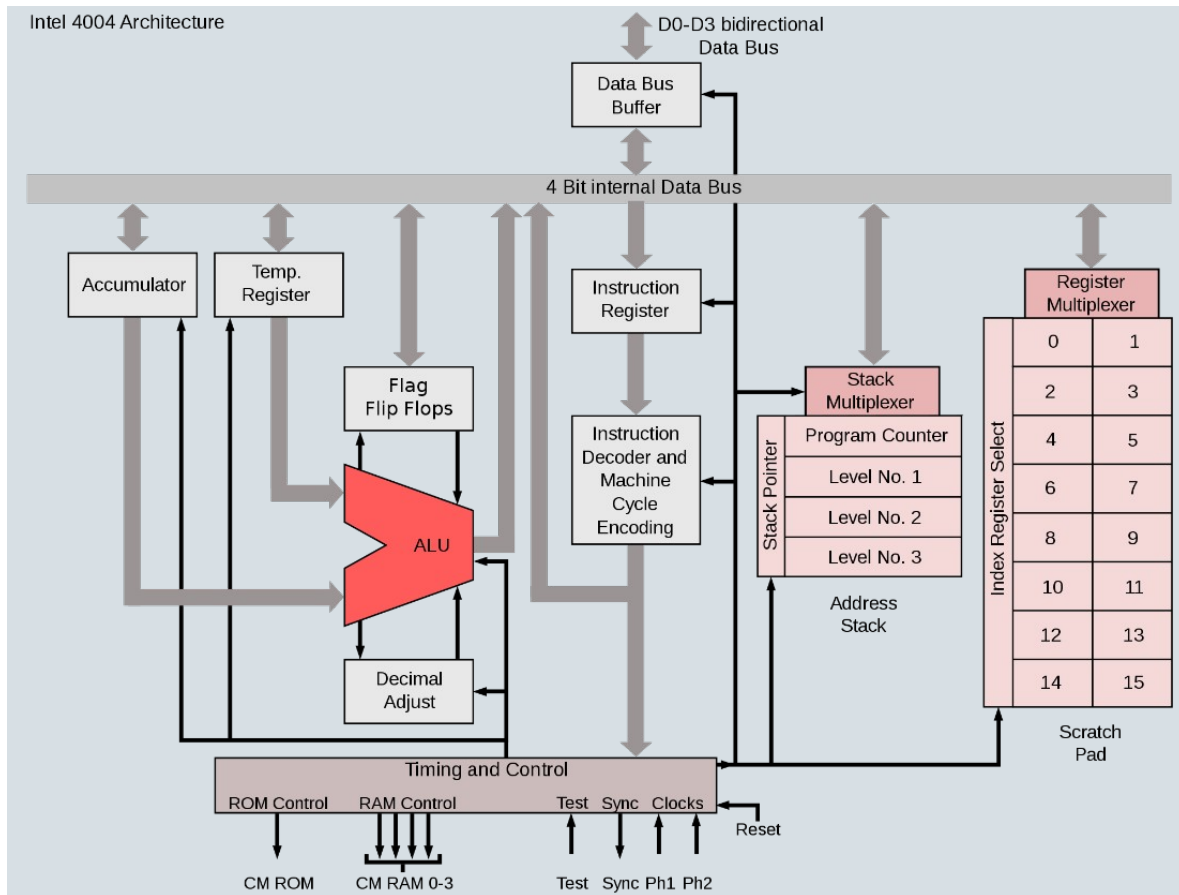 Intel 4004 Architecture
D0-D3 bidirectional
Data Bus
Data Bus
Buffer
4 Bit internal Data Bus
Accumulator
Temp.
Register
Instruction
Register
Register
Multiplexer
Flag
Flip Flops
Stack
Multiplexer
Instruction
Decoder and
Machine
Cycle
Encoding
Stack Pointer
Program Counter
Level No. 1
Level No. 2
Level No. 3
Index Register Select
0 1
2 3
4 5
6 7
8 9
10 11
12 13
14 15
ALU
Address
Stack
Decimal
Adjust
Scratch
Pad
Timing and Control
ROM Control RAM Control Test Sync Clocks
Reset
CM ROM CM RAM 0-3 Test Sync Ph1 Ph2